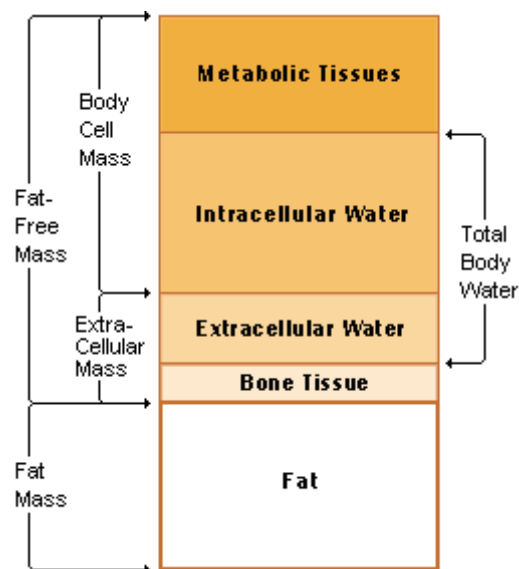 Metabolic Tissues
Body
Cell
Mass
Fat-
Free
Mass
Intracellular Water
Total
Body
Water
Extra-
Cellular
Mass
Extracellular Water
Bone Tissue
Fat
Mass
Fat